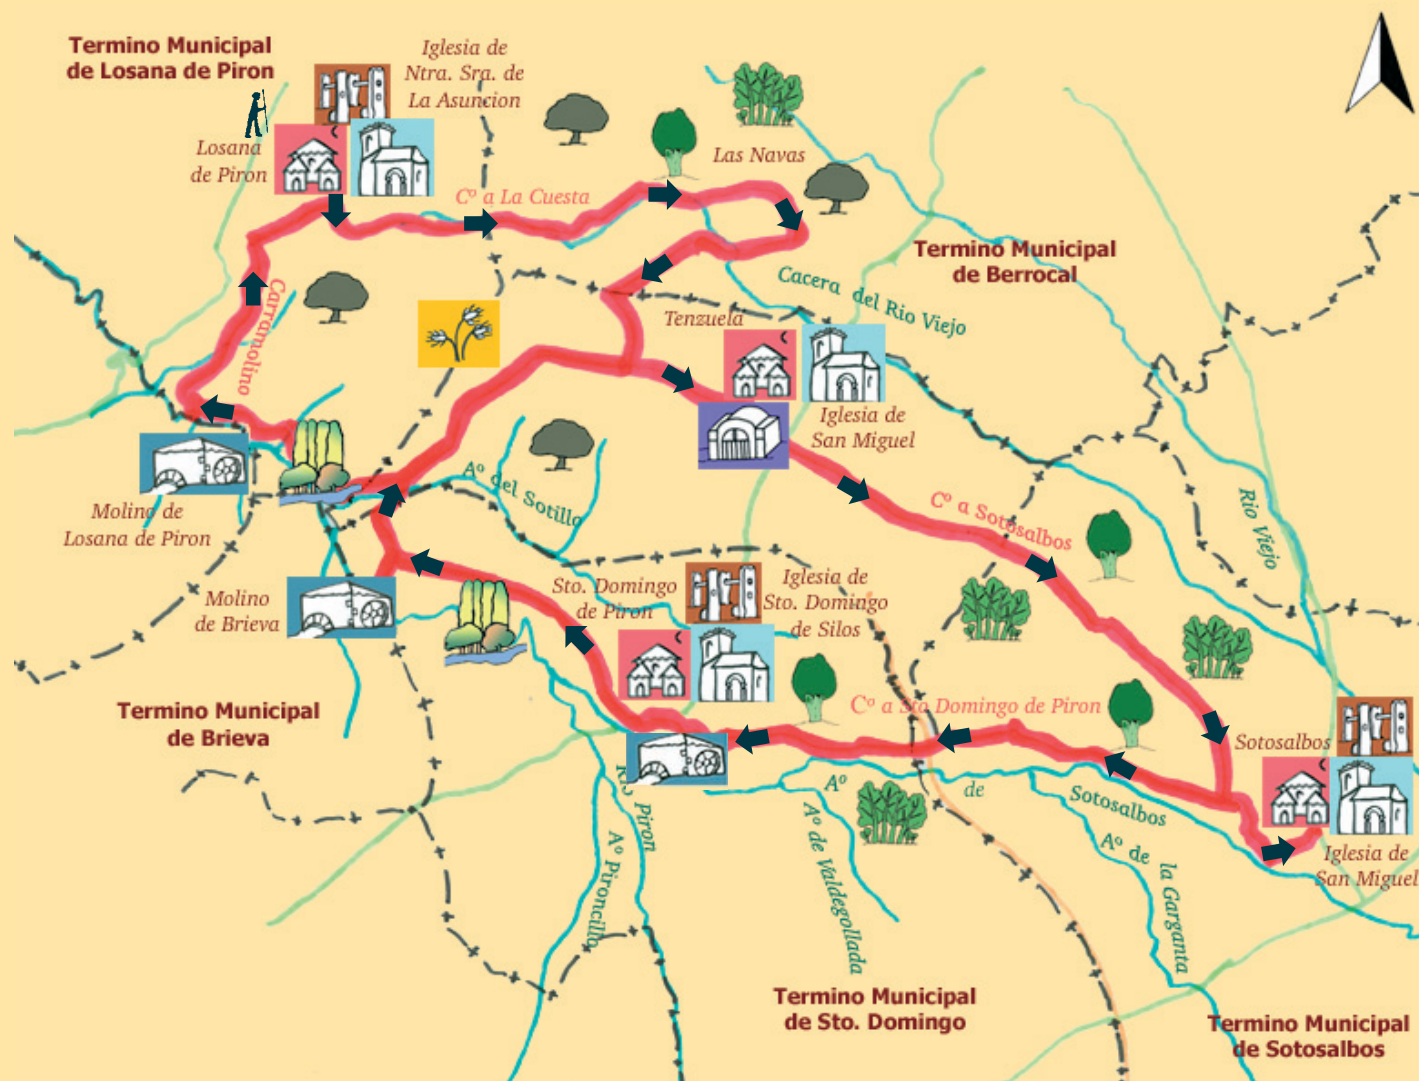 Termino Municipal
de Losana de Piron
Iglesia de
Ntra. Sra. de
La Asuncion
Losana
de Piron
Cº a La Cuesta
Las Navas
Termino Municipal
de Berrocal
Cacera del Rio Viejo
Carramolino
Tenzuela
Iglesia de
San Miguel
Molino de
Losana de Piron
Aº del Sotillo
Cº a Sotosalbos
Rio Viejo
Molino
de Brieva
Sto. Domingo
de Piron
Iglesia de
Sto. Domingo
de Silos
Termino Municipal
de Brieva
Cº a Sto Domingo de Piron
Sotosalbos
Rio Piron
Aº Pironcillo
Aº de Sotosalbos
Aº de Valdegollada
Aº de la Garganta
Iglesia de
San Miguel
Termino Municipal
de Sto. Domingo
Termino Municipal
de Sotosalbos